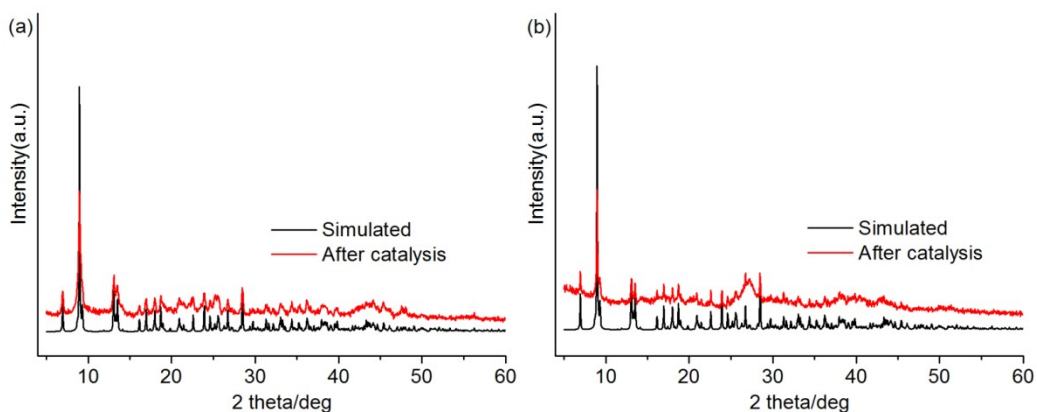 (a)
Intensity(a.u.)
Simulated
After catalysis
10 20 30 40 50 60
2 theta/deg
(b)
Intensity(a.u.)
Simulated
After catalysis
10 20 30 40 50 60
2 theta/deg